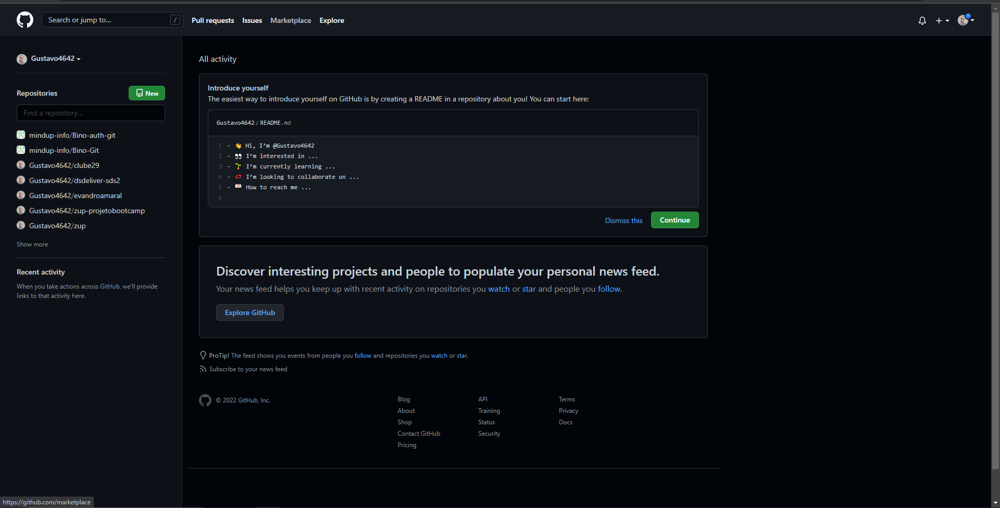 Search or jump to...
/
Pull requests
Issues
Marketplace
Explore
Gustavo4642
Repositories
New
Find a repository...
mindup-info/Bino-auth-git
mindup-info/Bino-Git
Gustavo4642/clube29
Gustavo4642/dsdeliver-sds2
Gustavo4642/evandroamaral
Gustavo4642/zup-projetobootcamp
Gustavo4642/zup
Show more
Recent activity
When you take actions across GitHub, we'll provide
links to that activity here.
All activity
Introduce yourself
The easiest way to introduce yourself on GitHub is by creating a README in a repository about you! You can start here:
Gustavo4642/README.md
1 - 👋 Hi, I'm @Gustavo4642
2 - 👀 I'm interested in ...
3 - 🌱 I'm currently learning ...
4 - 💞️ I'm looking to collaborate on ...
5 - 📫 How to reach me ...
6
Dismiss this
Continue
Discover interesting projects and people to populate your personal news feed.
Your news feed helps you keep up with recent activity on repositories you watch or star and people you follow.
Explore GitHub
ProTip! The feed shows you events from people you follow and repositories you watch or star.
Subscribe to your news feed
© 2022 GitHub, Inc.
Blog
About
Shop
Contact GitHub
Pricing
API
Training
Status
Security
Terms
Privacy
Docs
https://github.com/marketplace